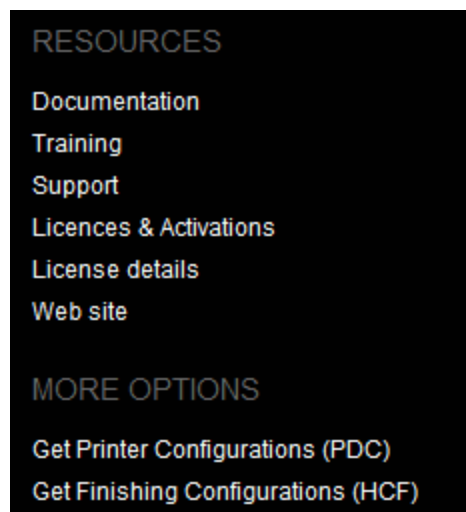 RESOURCES
Documentation
Training
Support
Licences & Activations
License details
Web site
MORE OPTIONS
Get Printer Configurations (PDC)
Get Finishing Configurations (HCF)